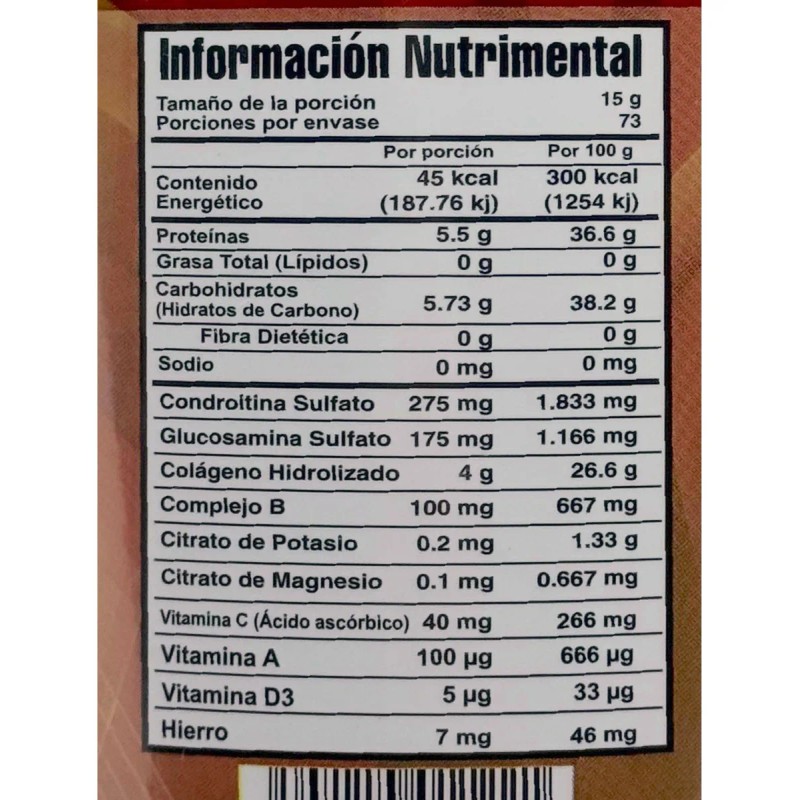 Información Nutrimental
Tamaño de la porción 15 g
Porciones por envase 73
Por porción Por 100 g
Contenido 45 kcal 300 kcal
Energético (187.76 kj) (1254 kj)
Proteínas 5.5 g 36.6 g
Grasa Total (Lípidos) 0 g 0 g
Carbohidratos
(Hidratos de Carbono) 5.73 g 38.2 g
Fibra Dietética 0 g 0 g
Sodio 0 mg 0 mg
Condroitina Sulfato 275 mg 1.833 mg
Glucosamina Sulfato 175 mg 1.166 mg
Colágeno Hidrolizado 4 g 26.6 g
Complejo B 100 mg 667 mg
Citrato de Potasio 0.2 mg 1.33 g
Citrato de Magnesio 0.1 mg 0.667 mg
Vitamina C (Ácido ascórbico) 40 mg 266 mg
Vitamina A 100 µg 666 µg
Vitamina D3 5 µg 33 µg
Hierro 7 mg 46 mg